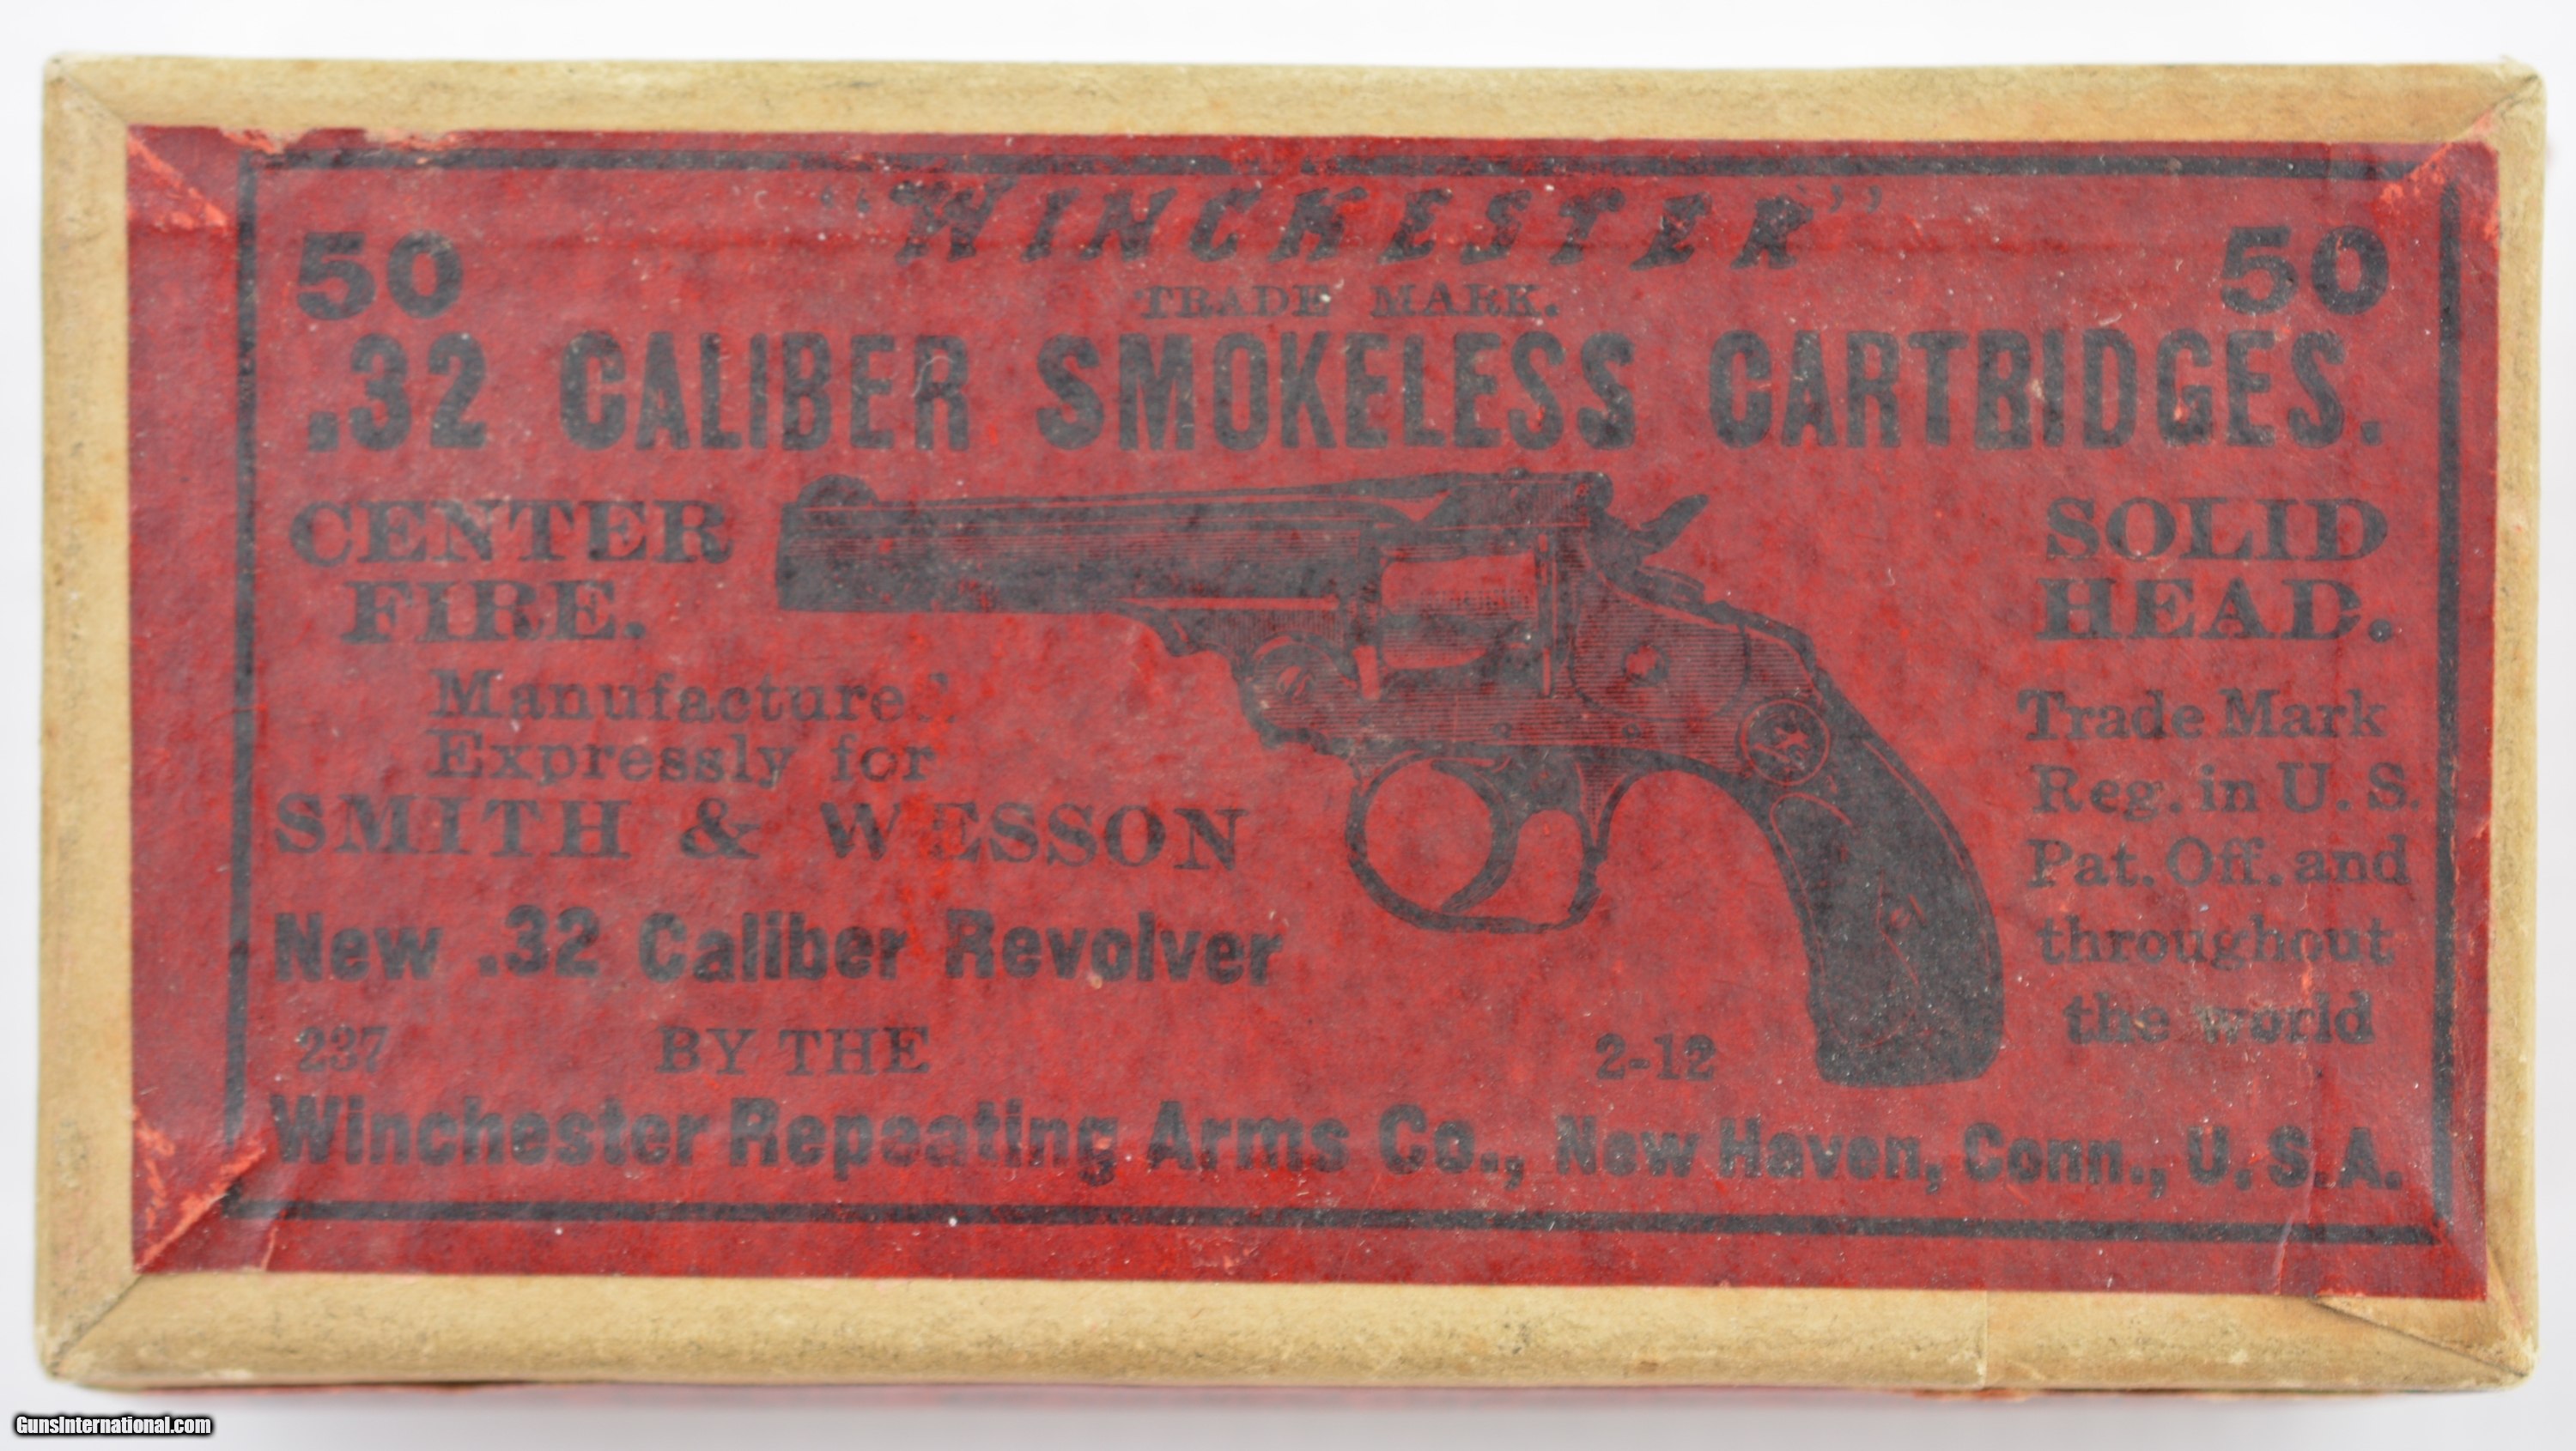 "WINCHESTER"
TRADE MARK.
50 50
.32 CALIBER SMOKELESS CARTRIDGES.
CENTER
FIRE.
Manufactured
Expressly for
SMITH & WESSON
New .32 Caliber Revolver
SOLID
HEAD.
Trade Mark
Reg. in U. S.
Pat. Off. and
throughout
the world
237 BY THE 2-12
Winchester Repeating Arms Co., New Haven, Conn., U. S. A.
GunsInternational.com